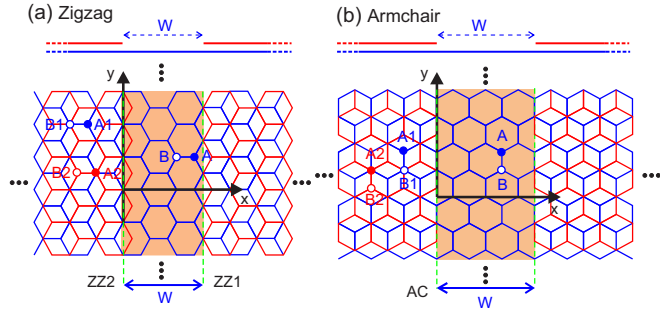 (a) Zigzag
W
y
B1 A1
B A
B2 A2
x
ZZ2 ZZ1
W
(b) Armchair
W
y
A1 A
A2
B1 B
B2
x
AC
W